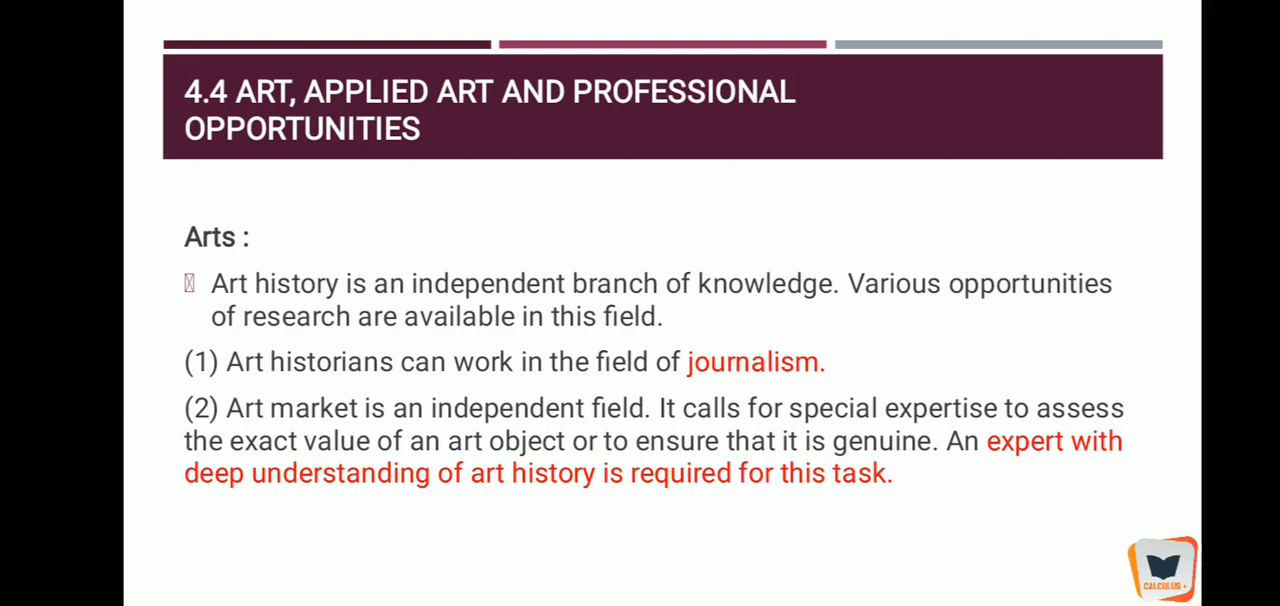 4.4 ART, APPLIED ART AND PROFESSIONAL
OPPORTUNITIES
Arts :
Art history is an independent branch of knowledge. Various opportunities
of research are available in this field.
(1) Art historians can work in the field of journalism.
(2) Art market is an independent field. It calls for special expertise to assess
the exact value of an art object or to ensure that it is genuine. An expert with
deep understanding of art history is required for this task.
CALCULUS +